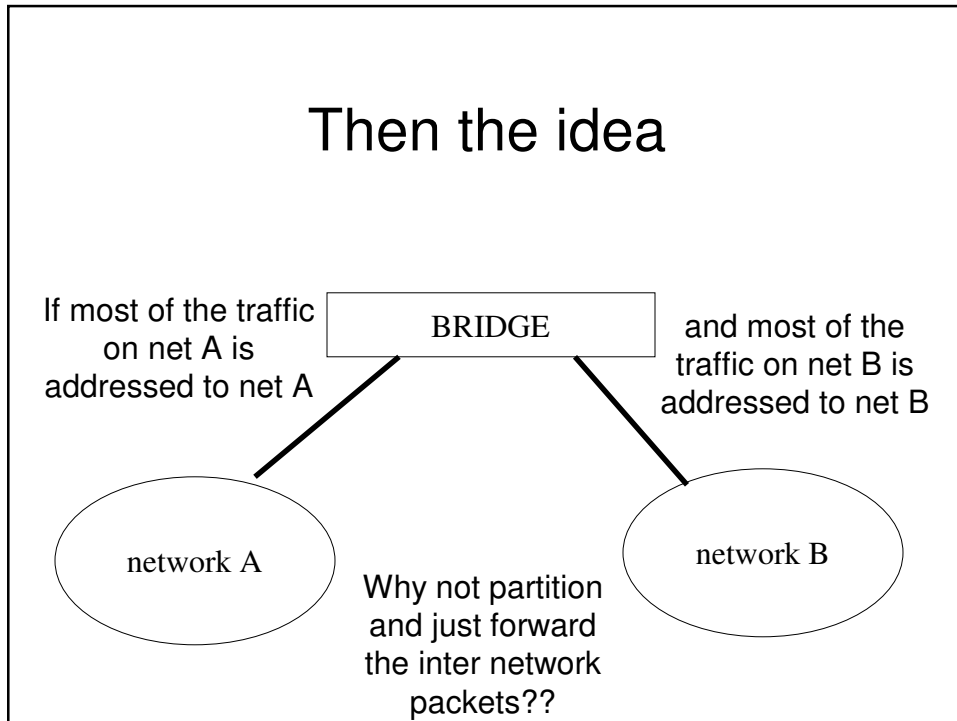 Then the idea
If most of the traffic
on net A is
addressed to net A
BRIDGE
and most of the
traffic on net B is
addressed to net B
network A
network B
Why not partition
and just forward
the inter network
packets??